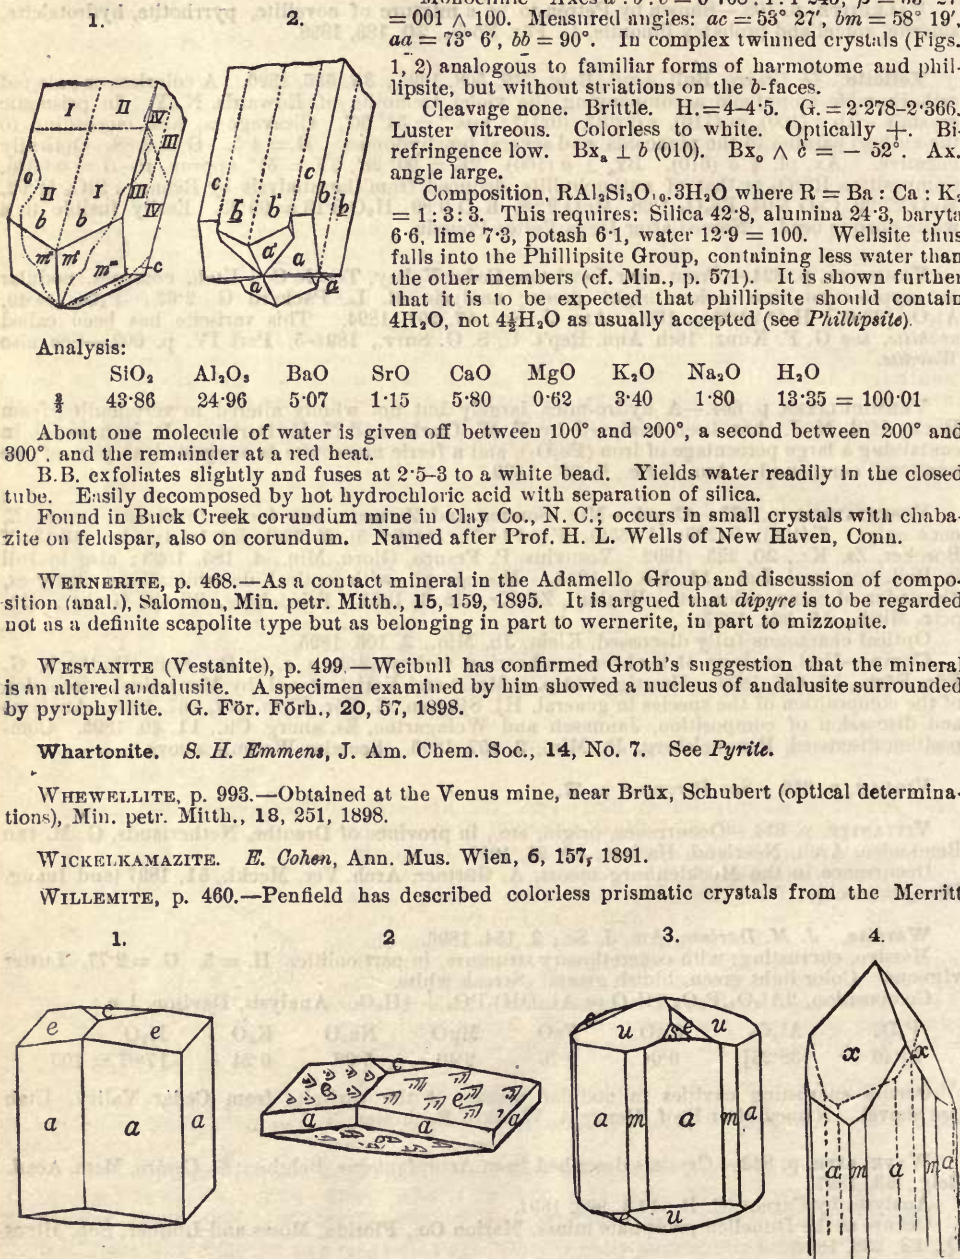 1.
2.
= 001 ∧ 100. Measured angles: ac = 53° 27′, bm = 58° 19′,
aa = 73° 6′, bb = 90°. In complex twinned crystals (Figs.
1, 2) analogous to familiar forms of harmotome and phil-
lipsite, but without striations on the b-faces.
Cleavage none. Brittle. H.=4–4·5. G. = 2·278–2·366.
Luster vitreous. Colorless to white. Optically +. Bi-
refringence low. Bxₐ ⊥ b (010). Bxₒ ∧ ć = − 52°. Ax.
angle large.
Composition, RAl₂Si₃O₁₀.3H₂O where R = Ba : Ca : K₂
= 1 : 3 : 3. This requires: Silica 42·8, alumina 24·3, baryta
6·6, lime 7·3, potash 6·1, water 12·9 = 100. Wellsite thus
falls into the Phillipsite Group, containing less water than
the other members (cf. Min., p. 571). It is shown further
that it is to be expected that phillipsite should contain
4H₂O, not 4½H₂O as usually accepted (see Phillipsite).
I II IV III
o II I III IV
b b
m m‴ m‴ c
c c b b
b b′
a′ a a a
Analysis:
SiO₂ Al₂O₃ BaO SrO CaO MgO K₂O Na₂O H₂O
⅔ 43·86 24·96 5·07 1·15 5·80 0·62 3·40 1·80 13·35 = 100·01
About one molecule of water is given off between 100° and 200°, a second between 200° and
300°, and the remainder at a red heat.
B.B. exfoliates slightly and fuses at 2·5–3 to a white bead. Yields water readily in the closed
tube. Easily decomposed by hot hydrochloric acid with separation of silica.
Found in Buck Creek corundum mine in Clay Co., N. C.; occurs in small crystals with chaba-
zite on feldspar, also on corundum. Named after Prof. H. L. Wells of New Haven, Conn.
WERNERITE, p. 468.—As a contact mineral in the Adamello Group and discussion of compo-
sition (anal.), Salomon, Min. petr. Mitth., 15, 159, 1895. It is argued that dipyre is to be regarded
not as a definite scapolite type but as belonging in part to wernerite, in part to mizzonite.
WESTANITE (Vestanite), p. 499.—Weibull has confirmed Groth's suggestion that the mineral
is an altered andalusite. A specimen examined by him showed a nucleus of andalusite surrounded
by pyrophyllite. G. För. Förh., 20, 57, 1898.
Whartonite. S. H. Emmens, J. Am. Chem. Soc., 14, No. 7. See Pyrite.
WHEWELLITE, p. 993.—Obtained at the Venus mine, near Brüx, Schubert (optical determina-
tions), Min. petr. Mitth., 18, 251, 1898.
WICKELKAMAZITE. E. Cohen, Ann. Mus. Wien, 6, 157, 1891.
WILLEMITE, p. 460.—Penfield has described colorless prismatic crystals from the Merritt
1.
2
3.
4.
e c e
a a a
c e e
a a a
e u s e u
a m a m a
e u
x x
a m a m a